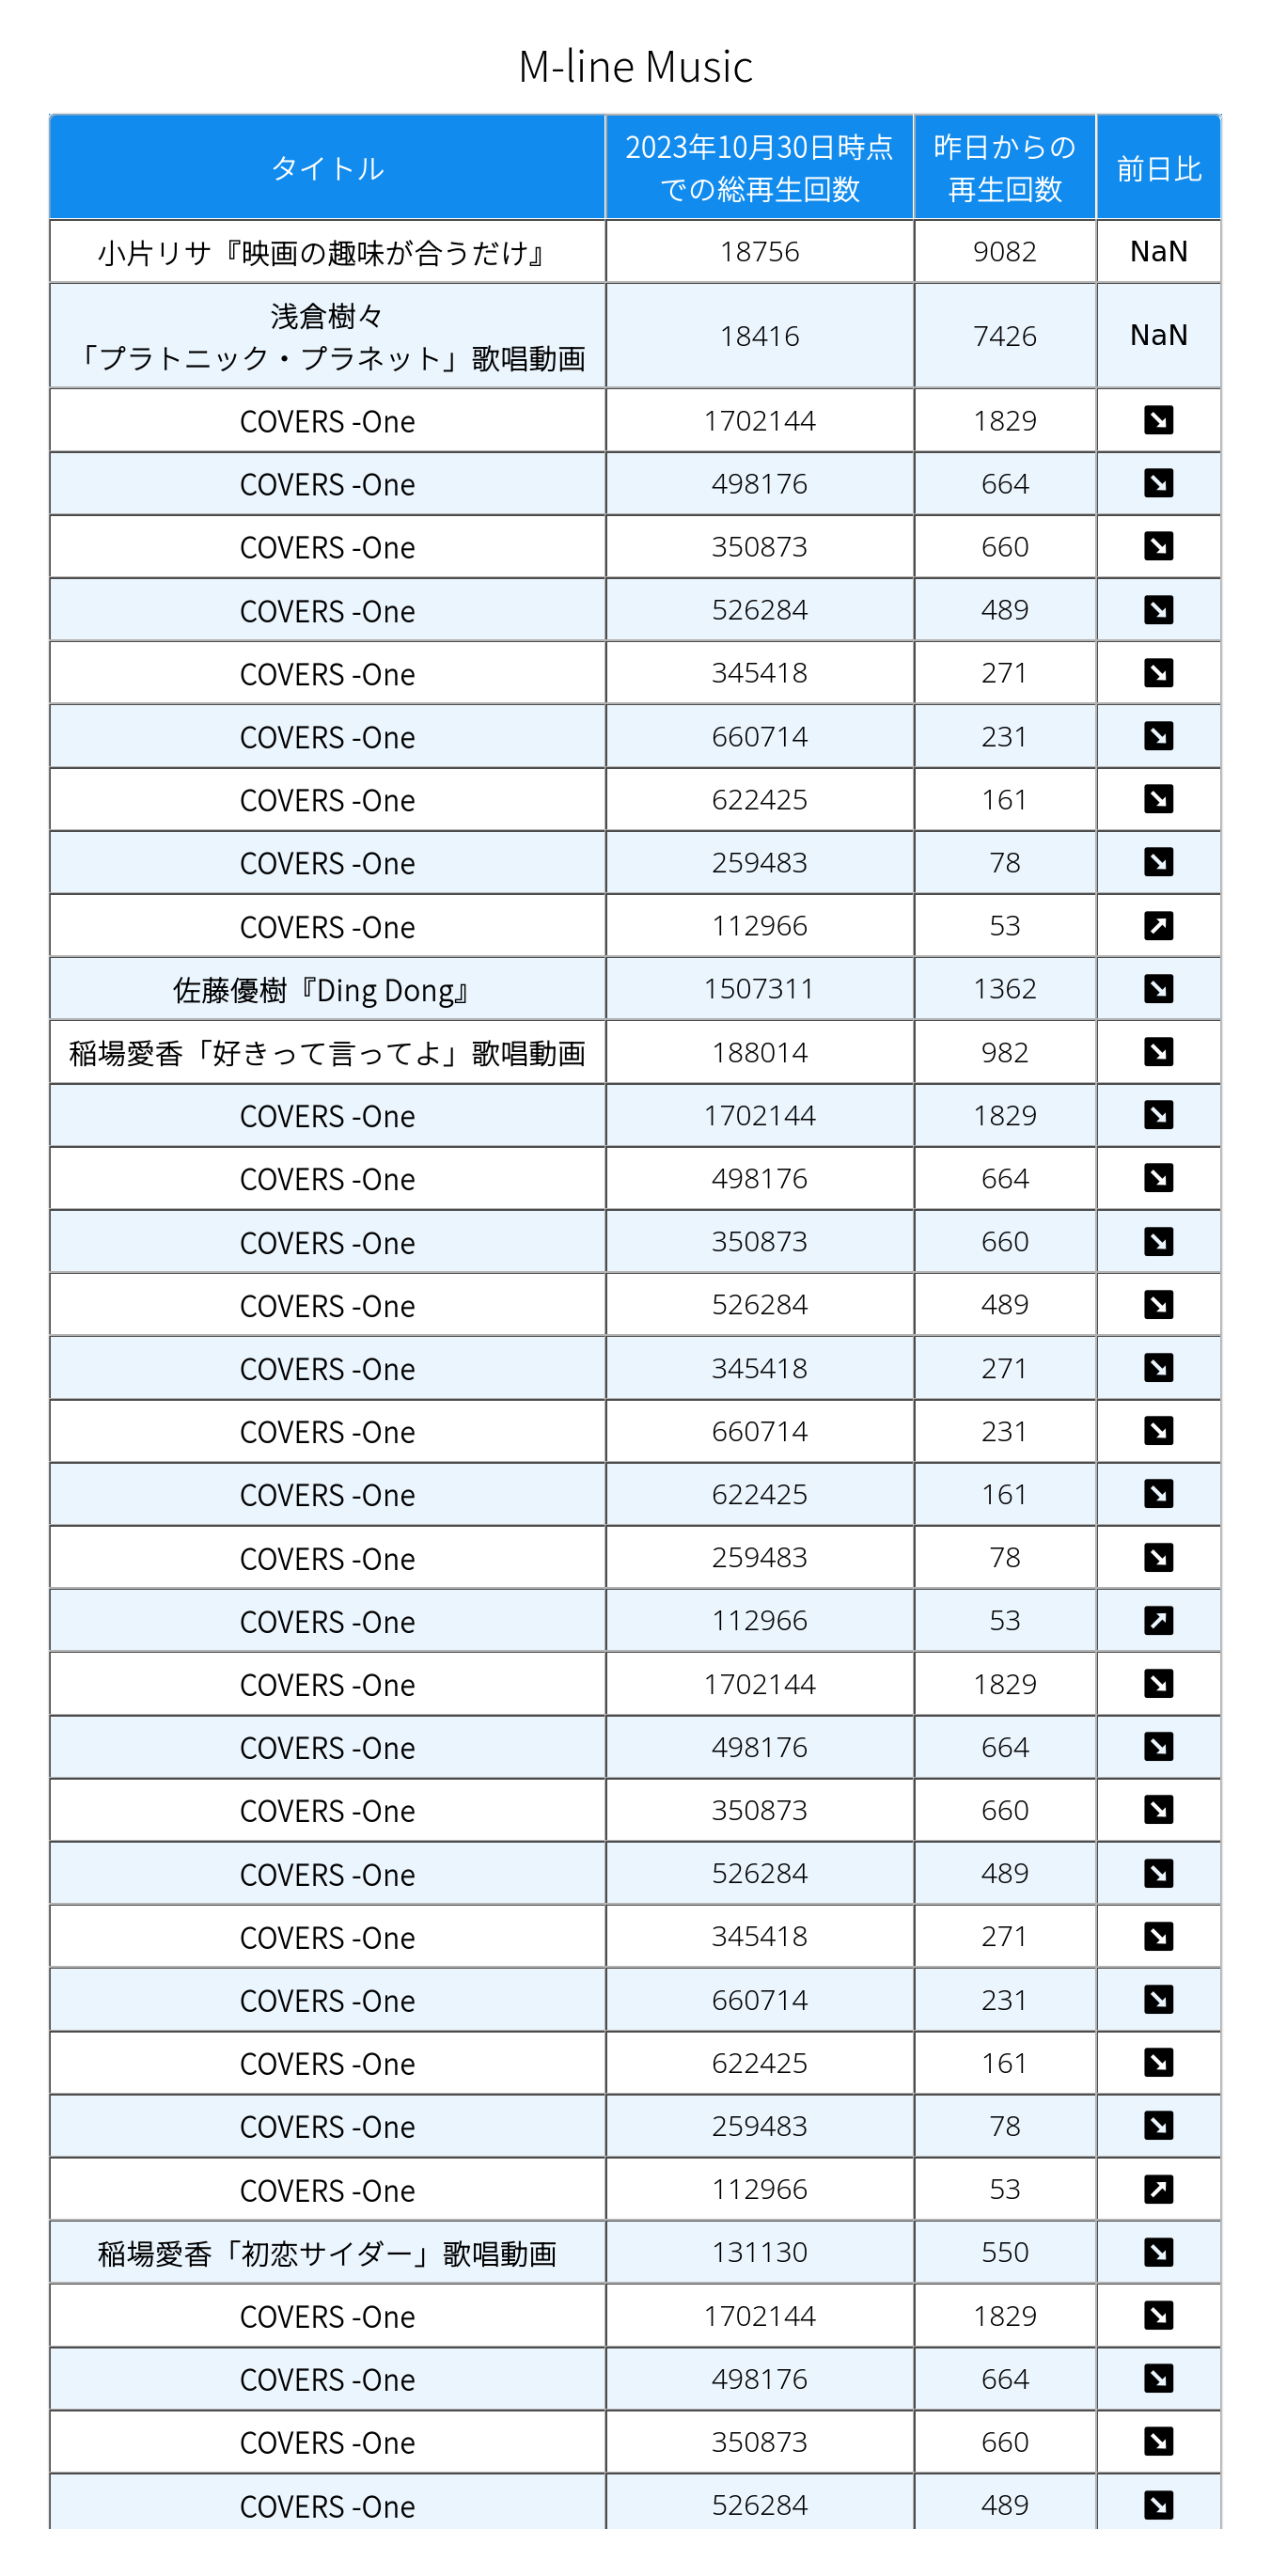 M-line Music
タイトル 2023年10月30日時点 での総再生回数 昨日からの 再生回数 前日比
小片リサ『映画の趣味が合うだけ』 18756 9082 NaN
浅倉樹々
「プラトニック・プラネット」歌唱動画 18416 7426 NaN
COVERS -One 1702144 1829 ↘
COVERS -One 498176 664 ↘
COVERS -One 350873 660 ↘
COVERS -One 526284 489 ↘
COVERS -One 345418 271 ↘
COVERS -One 660714 231 ↘
COVERS -One 622425 161 ↘
COVERS -One 259483 78 ↘
COVERS -One 112966 53 ↗
佐藤優樹『Ding Dong』 1507311 1362 ↘
稲場愛香「好きって言ってよ」歌唱動画 188014 982 ↘
COVERS -One 1702144 1829 ↘
COVERS -One 498176 664 ↘
COVERS -One 350873 660 ↘
COVERS -One 526284 489 ↘
COVERS -One 345418 271 ↘
COVERS -One 660714 231 ↘
COVERS -One 622425 161 ↘
COVERS -One 259483 78 ↘
COVERS -One 112966 53 ↗
COVERS -One 1702144 1829 ↘
COVERS -One 498176 664 ↘
COVERS -One 350873 660 ↘
COVERS -One 526284 489 ↘
COVERS -One 345418 271 ↘
COVERS -One 660714 231 ↘
COVERS -One 622425 161 ↘
COVERS -One 259483 78 ↘
COVERS -One 112966 53 ↗
稲場愛香「初恋サイダー」歌唱動画 131130 550 ↘
COVERS -One 1702144 1829 ↘
COVERS -One 498176 664 ↘
COVERS -One 350873 660 ↘
COVERS -One 526284 489 ↘